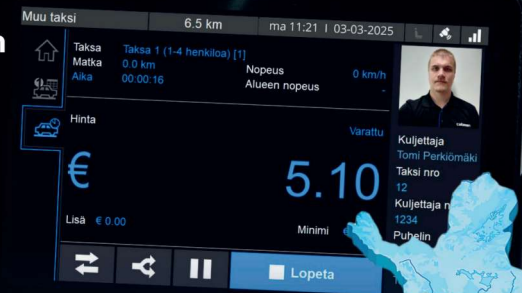 Muu taksi 6.5 km ma 11:21 I 03-03-2025
Taksa Taksa 1 (1-4 henkiloa) [1]
Matka 0.0 km Nopeus 0 km/h
Aika 00:00:16 Alueen nopeus -
Hinta Varattu
€ 5.10
Lisä € 0.00 Minimi
Lopeta
Kuljettaja
Tomi Perkiömäki
Taksi nro
12
Kuljettaja n
1234
Puhelin